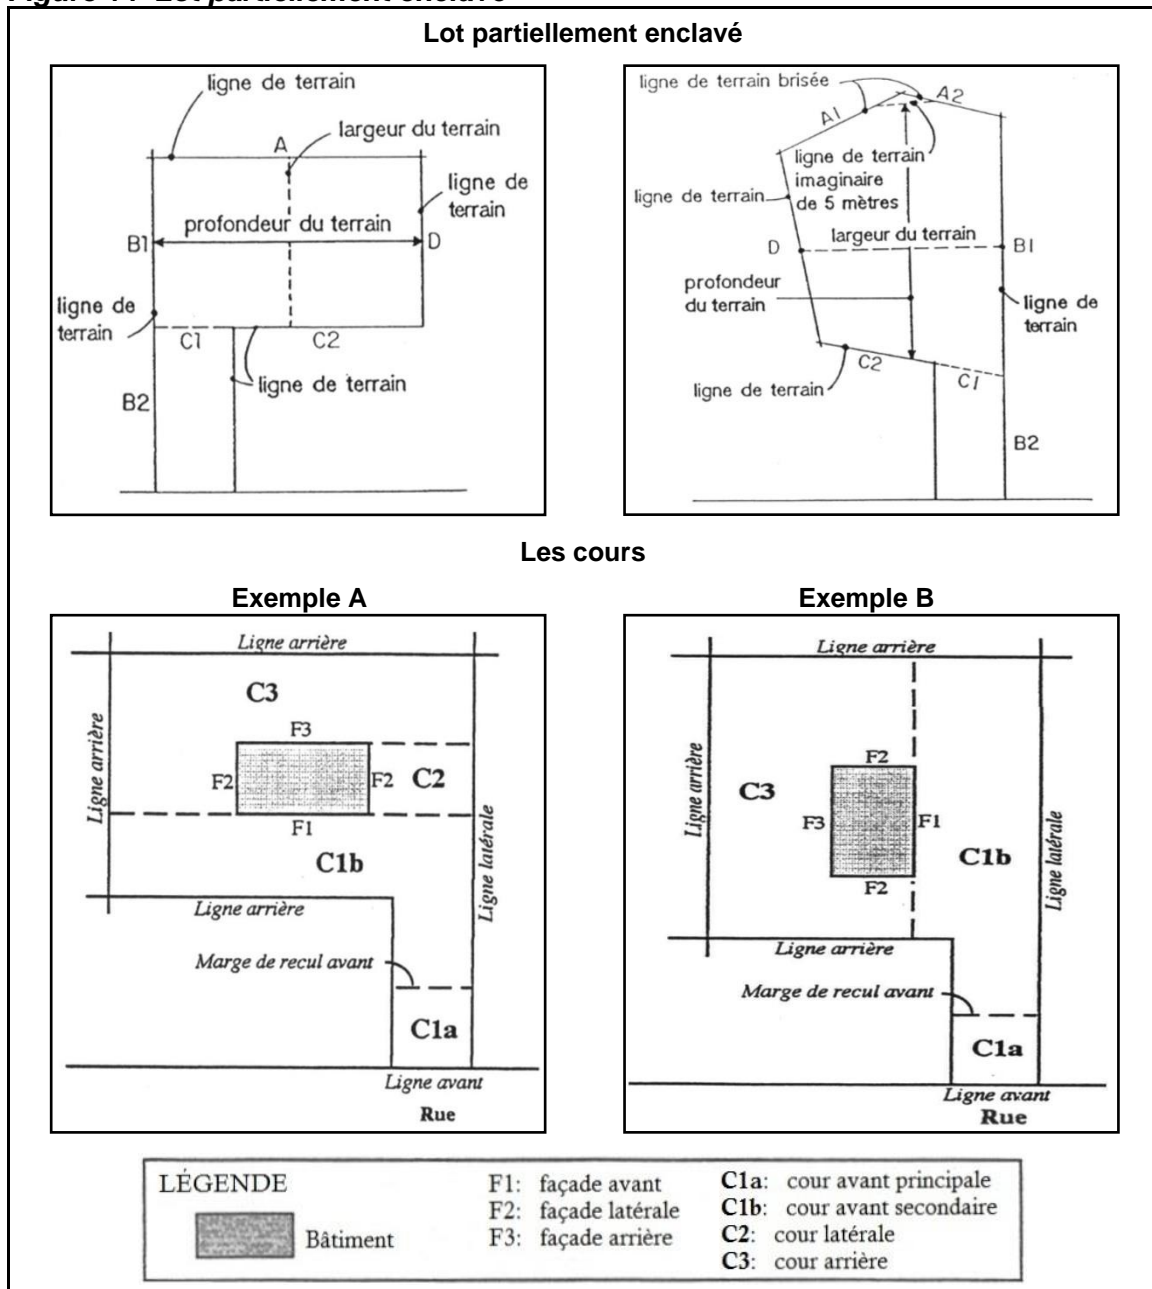 Lot partiellement enclavé
ligne de terrain
largeur du terrain
A
ligne de
terrain
profondeur du terrain
B1
D
ligne de
terrain
C1
C2
ligne de terrain
B2
ligne de terrain brisée
A1
A2
ligne de terrain
imaginaire
de 5 mètres
ligne de terrain
D
largeur du terrain
B1
profondeur
du terrain
ligne de
terrain
C2
C1
ligne de terrain
B2
Les cours
Exemple A
Ligne arrière
C3
F3
Ligne arrière
F2
F2
C2
F1
C1b
Ligne latérale
Ligne arrière
Marge de recul avant
C1a
Ligne avant
Rue
Exemple B
Ligne arrière
Ligne arrière
F2
C3
F3
F1
C1b
F2
Ligne latérale
Ligne arrière
Marge de recul avant
C1a
Ligne avant
Rue
LÉGENDE
Bâtiment
F1: façade avant
F2: façade latérale
F3: façade arrière
C1a: cour avant principale
C1b: cour avant secondaire
C2: cour latérale
C3: cour arrière